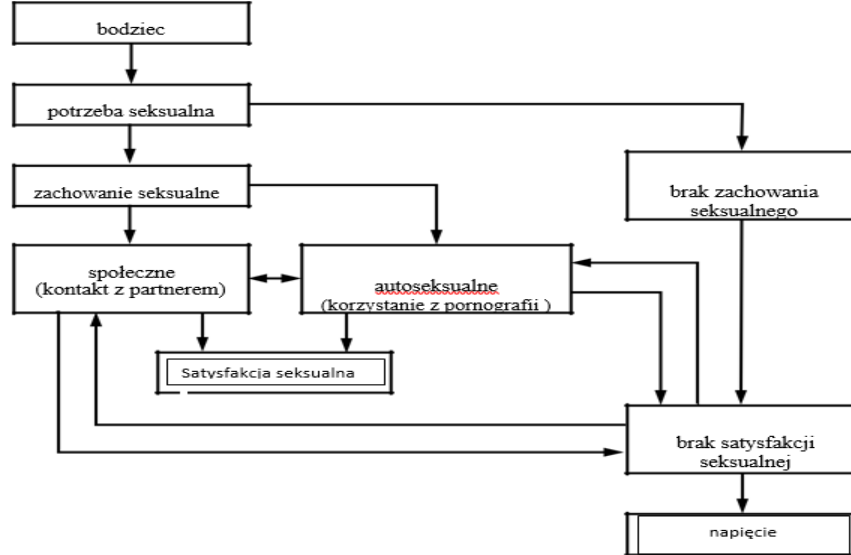 bodziec
potrzeba seksualna
zachowanie seksualne
brak zachowania
seksualnego
społeczne
(kontakt z partnerem)
autoseksualne
(korzystanie z pornografii )
Satysfakcja seksualna
brak satysfakcji
seksualnej
napięcie